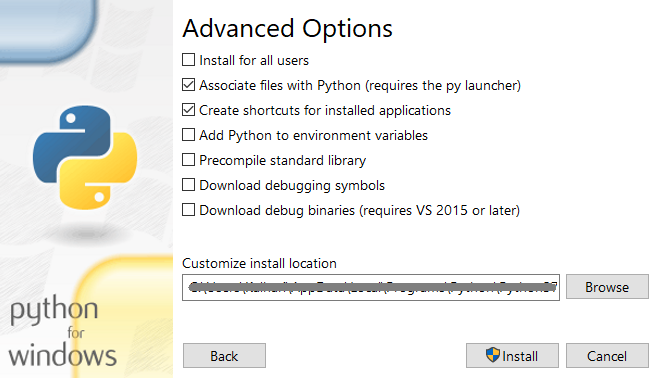 Advanced Options
Install for all users
Associate files with Python (requires the py launcher)
Create shortcuts for installed applications
Add Python to environment variables
Precompile standard library
Download debugging symbols
Download debug binaries (requires VS 2015 or later)
Customize install location
Browse
python
for
windows
Back
Install
Cancel